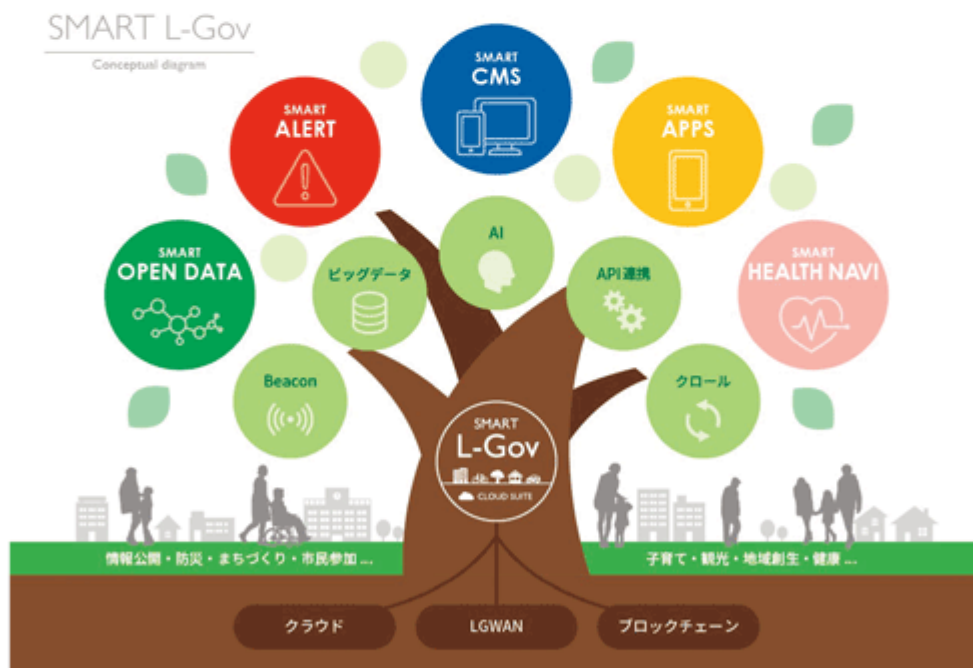 SMART L-Gov
Conceptual diagram
SMART
CMS
SMART
ALERT
SMART
APPS
SMART
OPEN DATA
SMART
HEALTH NAVI
AI
ビッグデータ
API連携
Beacon
クロール
SMART
L-Gov
CLOUD SUITE
情報公開・防災・まちづくり・市民参加 ...
子育て・観光・地域創生・健康 ...
クラウド
LGWAN
ブロックチェーン